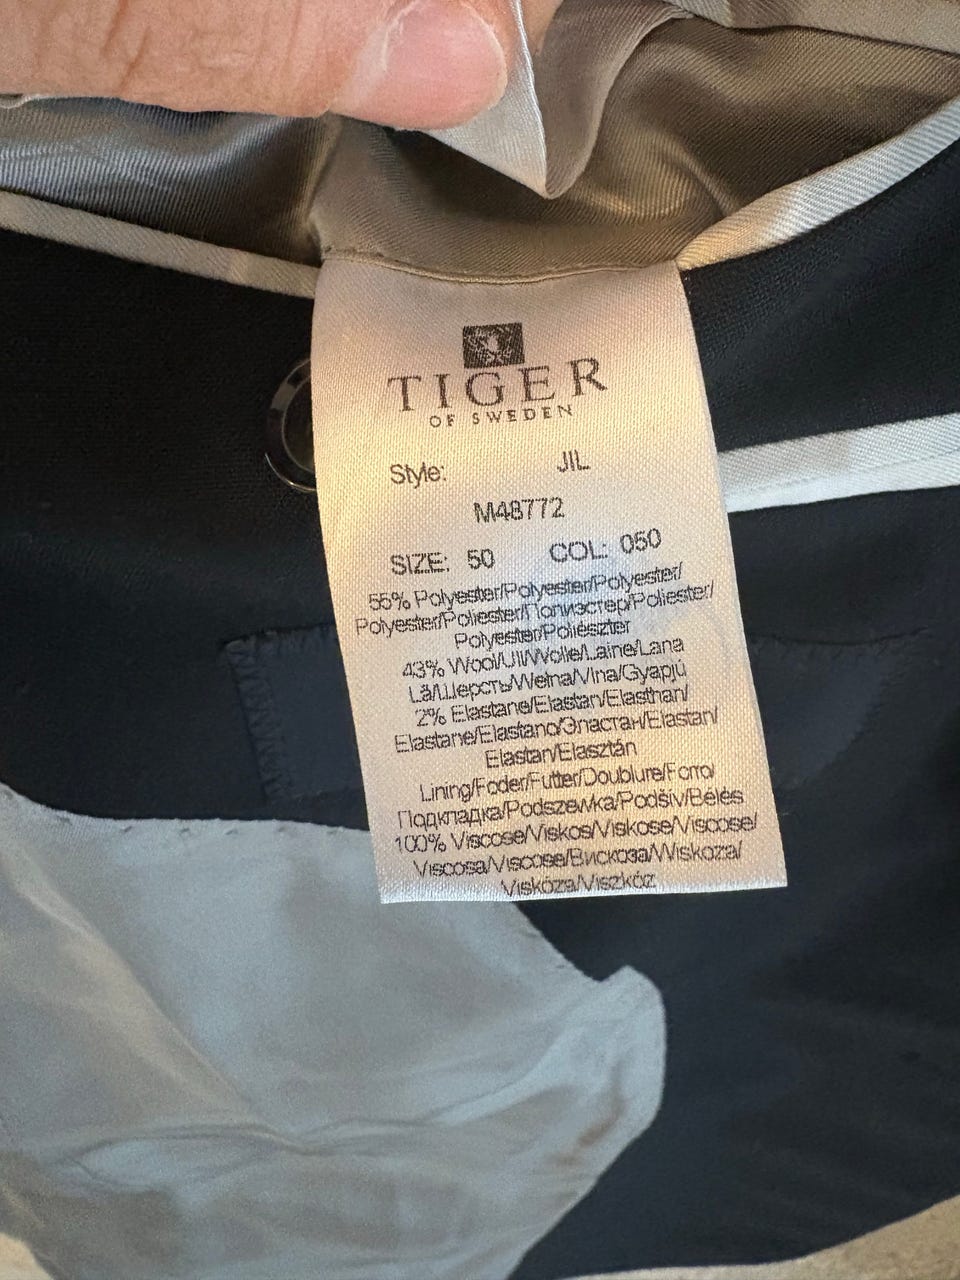 TIGER
OF SWEDEN
Style: JIL
M48772
SIZE: 50 COL: 050
55% Polyester/Polyester/Polyester/
Polyester/Poliester/Полиэстер/Poliester/
Polyester/Poliészter
43% Wool/Ull/Wolle/Laine/Lana
Lã/Шерсть/Wełna/Vlna/Gyapjú
2% Elastane/Elastan/Elasthan/
Elastane/Elastano/Эластан/Elastan/
Elastan/Elasztán
Lining/Foder/Futter/Doublure/Forro/
Подкладка/Podszewka/Podšív/Bélés
100% Viscose/Viskos/Viskose/Viscose/
Viscosa/Viscose/Вискоза/Wiskoza/
Viskóza/Viszkóz